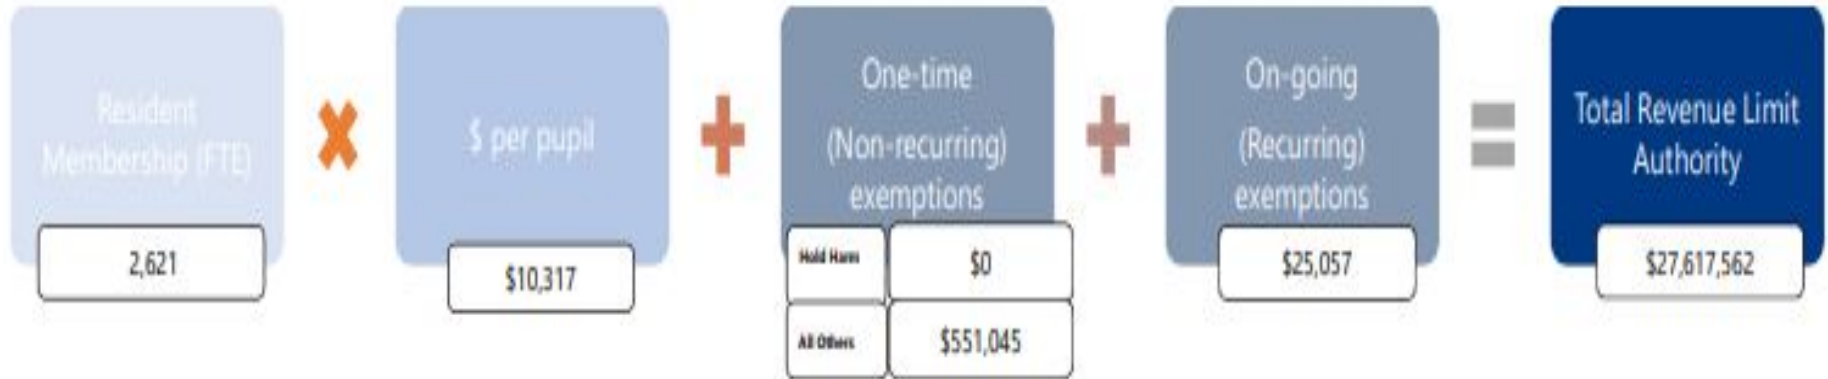 Resident
Membership (FTE)
2,621
$ per pupil
$10,317
One-time
(Non-recurring)
exemptions
Hold Harm
$0
All Others
$551,045
On-going
(Recurring)
exemptions
$25,057
Total Revenue Limit
Authority
$27,617,562